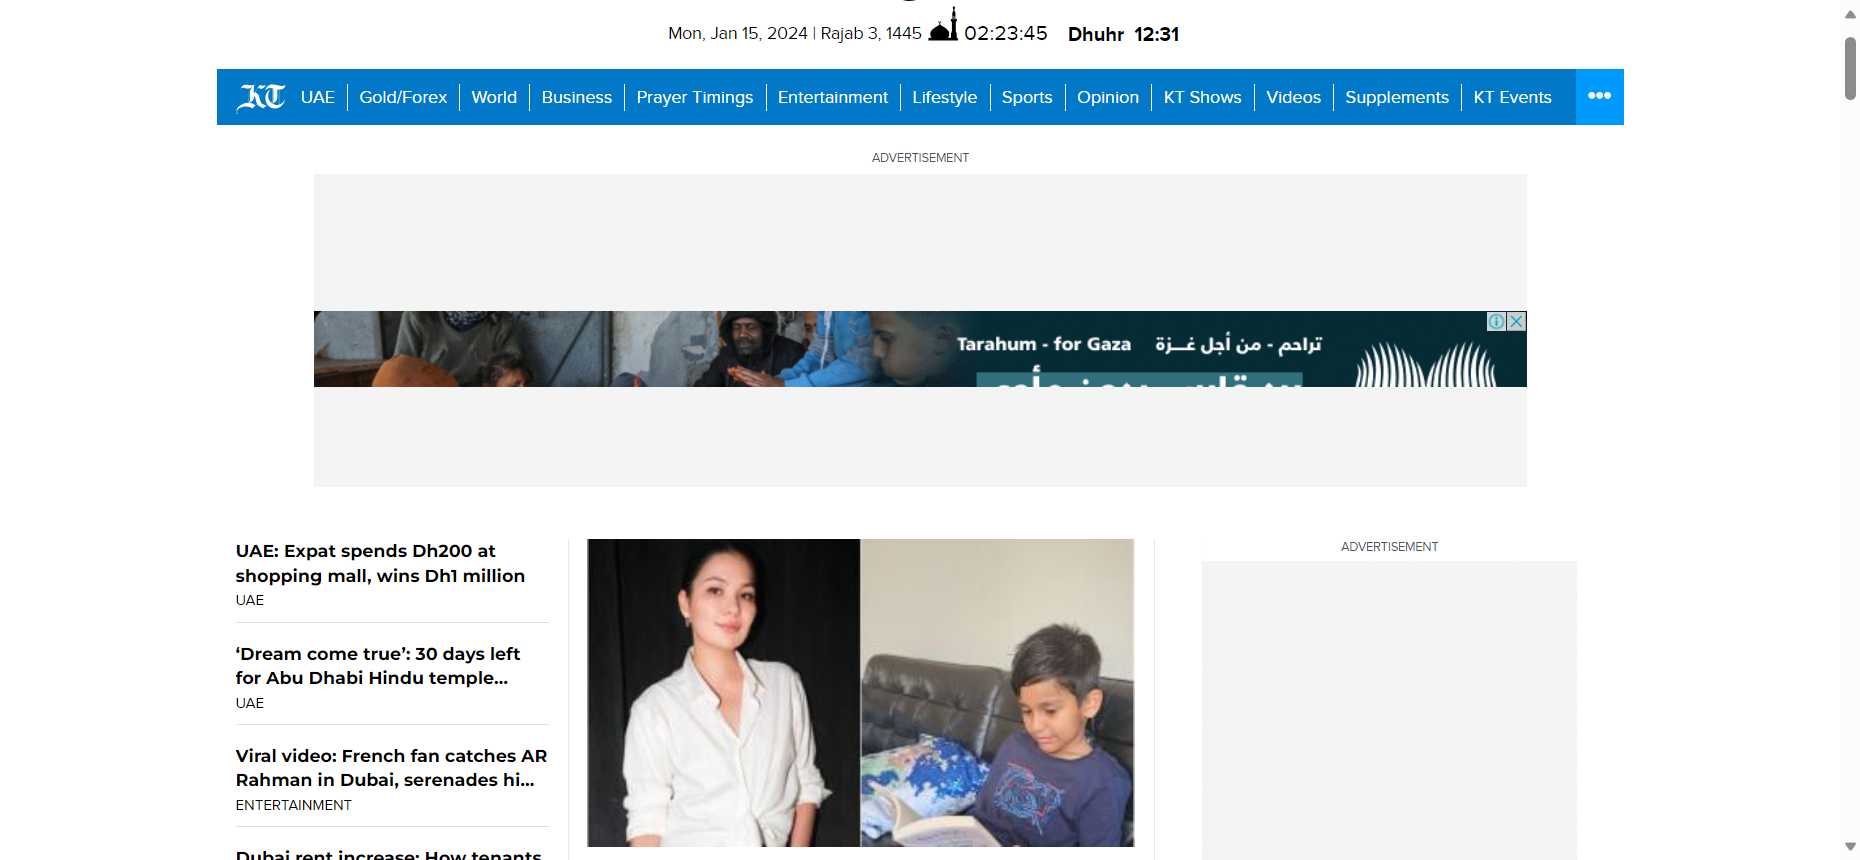 Mon, Jan 15, 2024 | Rajab 3, 1445 02:23:45 Dhuhr 12:31
KT UAE Gold/Forex World Business Prayer Timings Entertainment Lifestyle Sports Opinion KT Shows Videos Supplements KT Events
ADVERTISEMENT
Tarahum - for Gaza تراحم - من أجل غـزة
UAE: Expat spends Dh200 at
shopping mall, wins Dh1 million
UAE
‘Dream come true’: 30 days left
for Abu Dhabi Hindu temple...
UAE
Viral video: French fan catches AR
Rahman in Dubai, serenades hi...
ENTERTAINMENT
Dubai rent increase: How tenants
ADVERTISEMENT